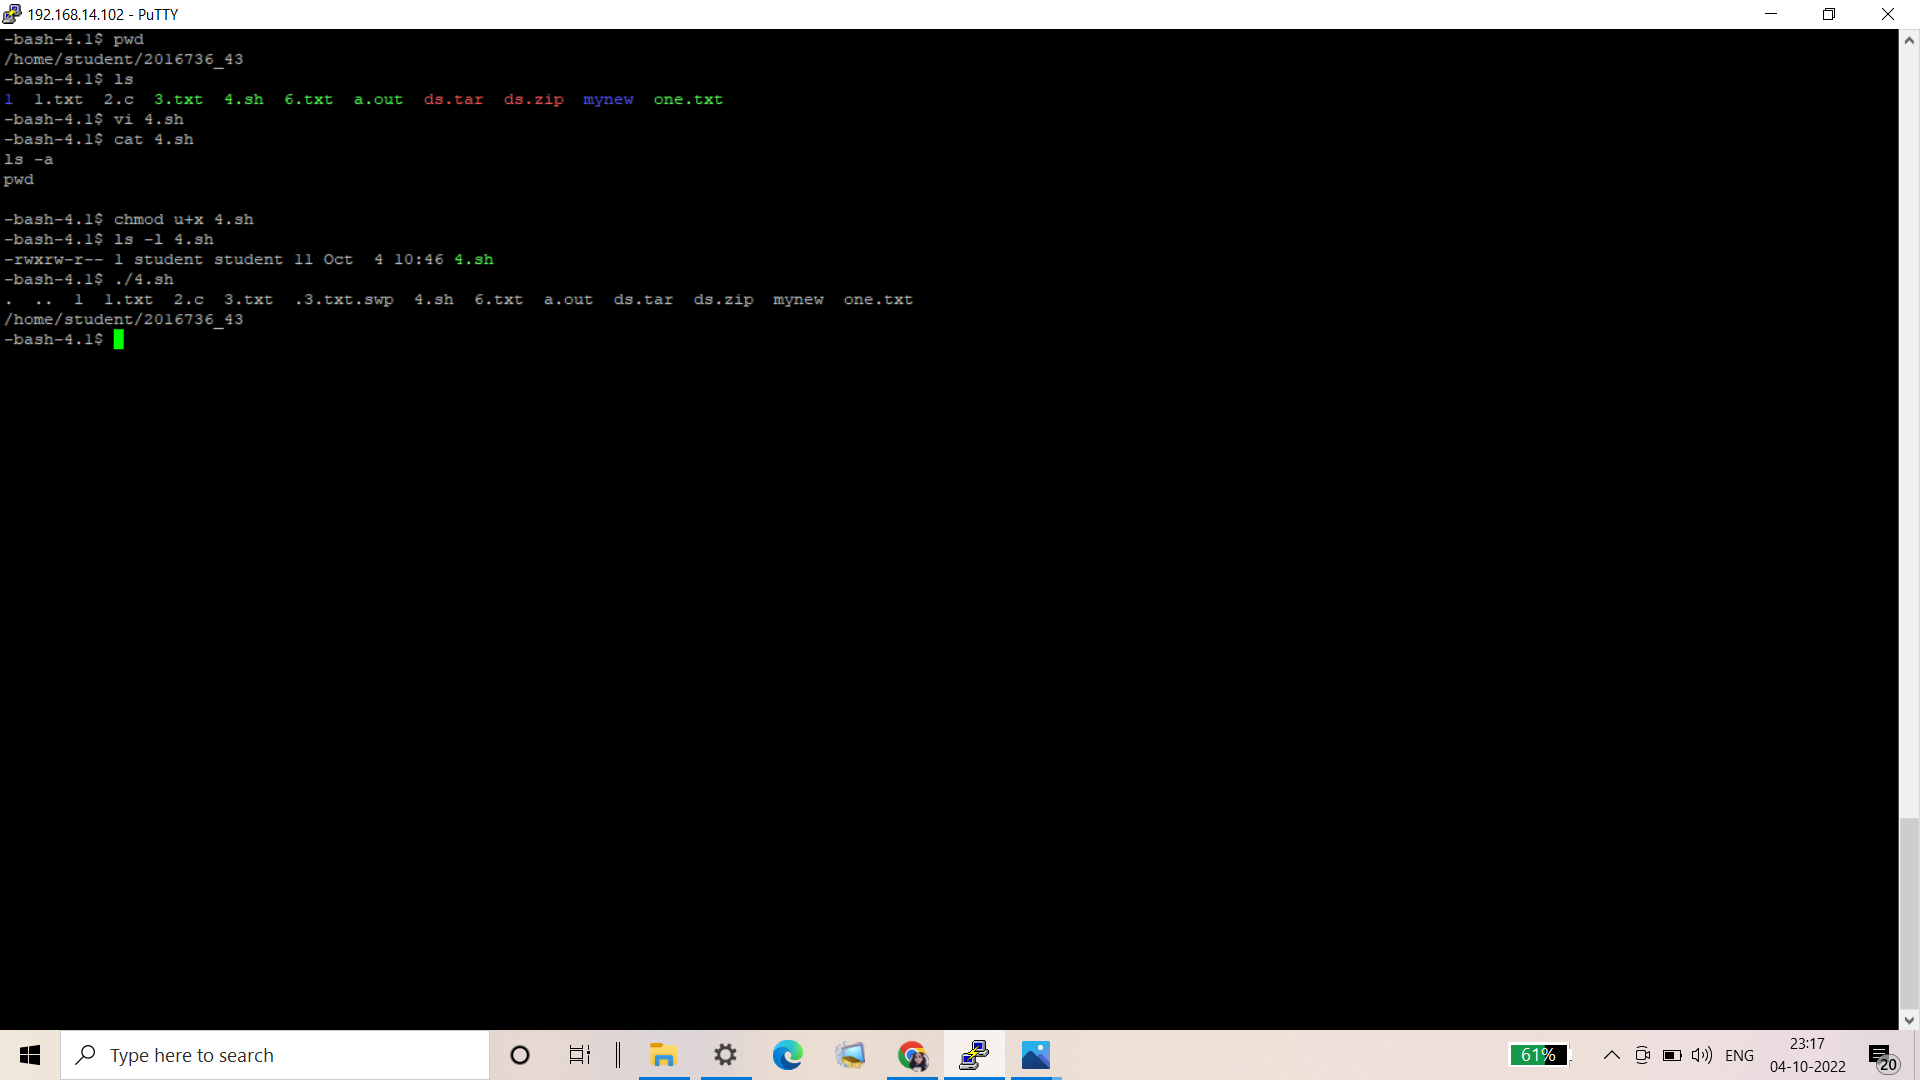 192.168.14.102 - PuTTY
-bash-4.1$ pwd
/home/student/2016736_43
-bash-4.1$ ls
1  1.txt  2.c  3.txt  4.sh  6.txt  a.out  ds.tar  ds.zip  mynew  one.txt
-bash-4.1$ vi 4.sh
-bash-4.1$ cat 4.sh
ls -a
pwd
-bash-4.1$ chmod u+x 4.sh
-bash-4.1$ ls -l 4.sh
-rwxrw-r-- 1 student student 11 Oct  4 10:46 4.sh
-bash-4.1$ ./4.sh
.  ..  1  1.txt  2.c  3.txt  .3.txt.swp  4.sh  6.txt  a.out  ds.tar  ds.zip  mynew  one.txt
/home/student/2016736_43
-bash-4.1$
Type here to search
61%
ENG
23:17
04-10-2022
20